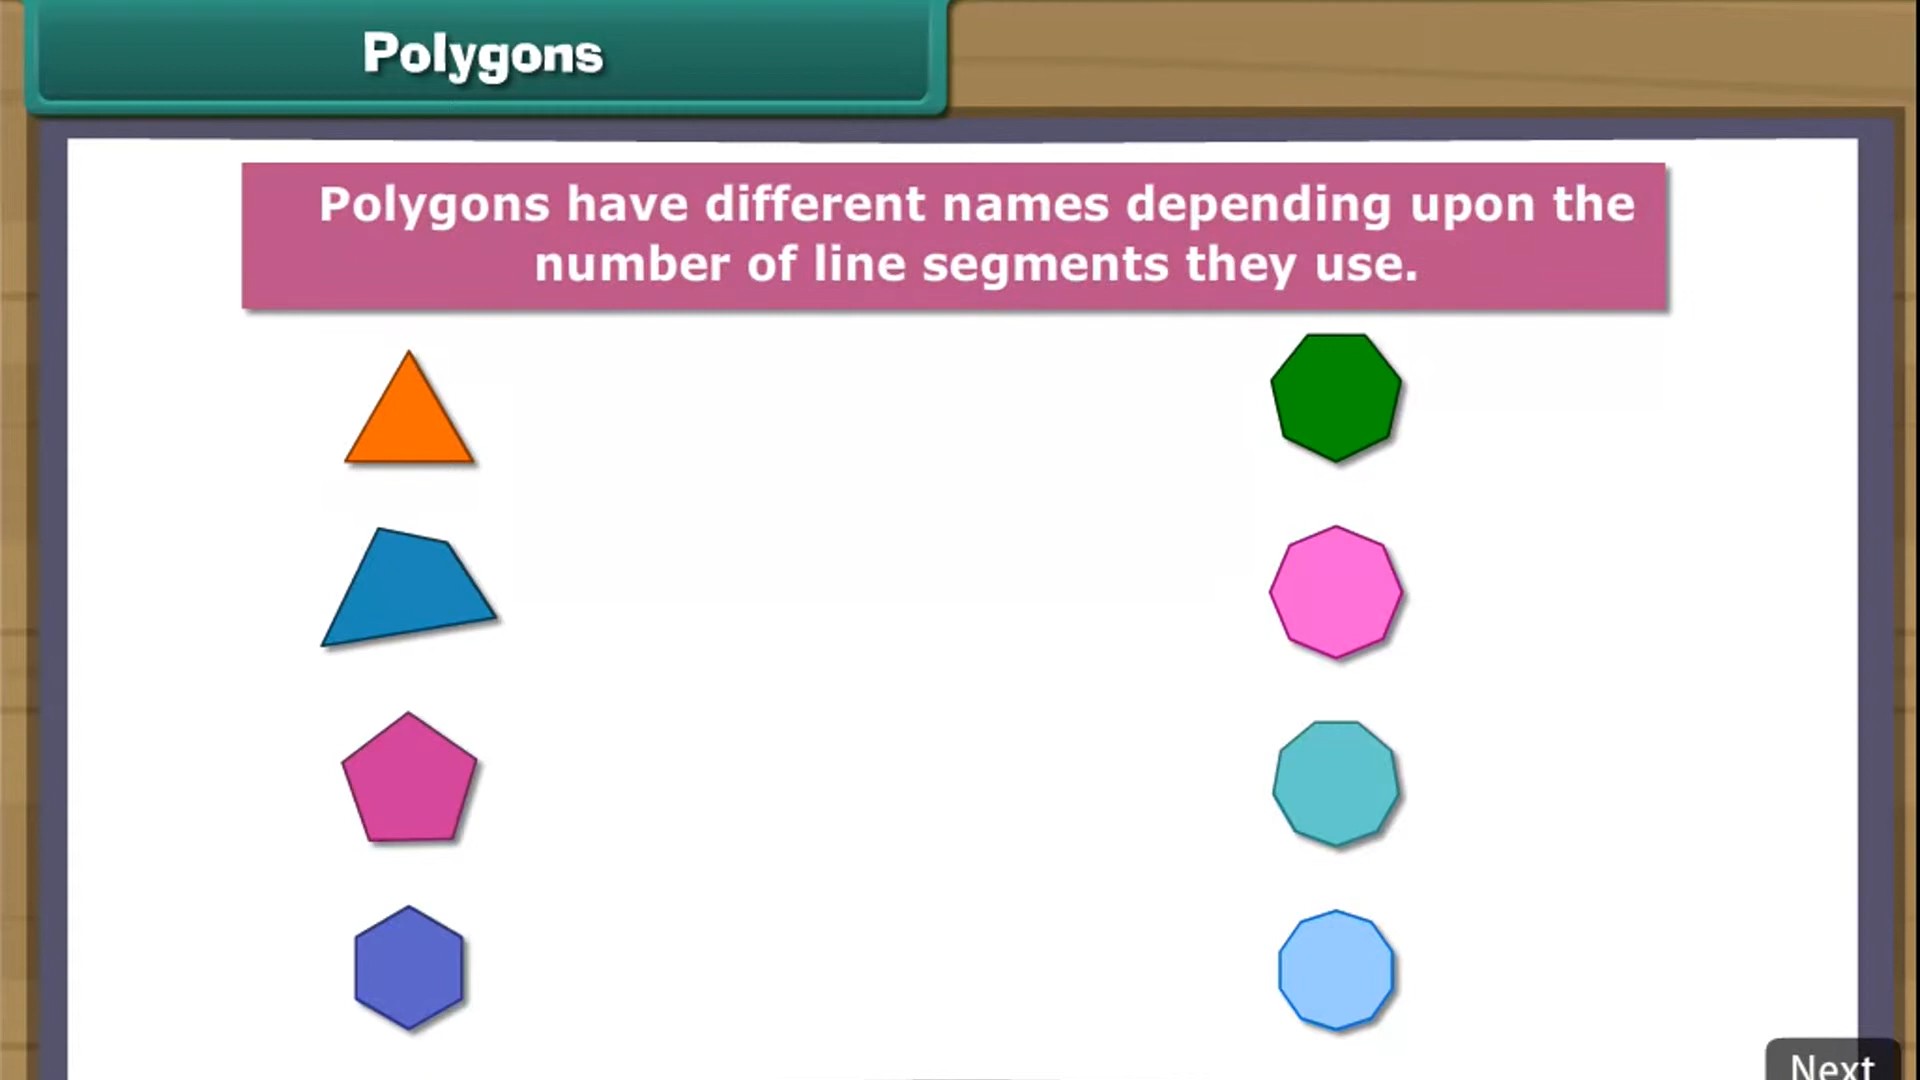 Polygons
Polygons have different names depending upon the
number of line segments they use.
Next